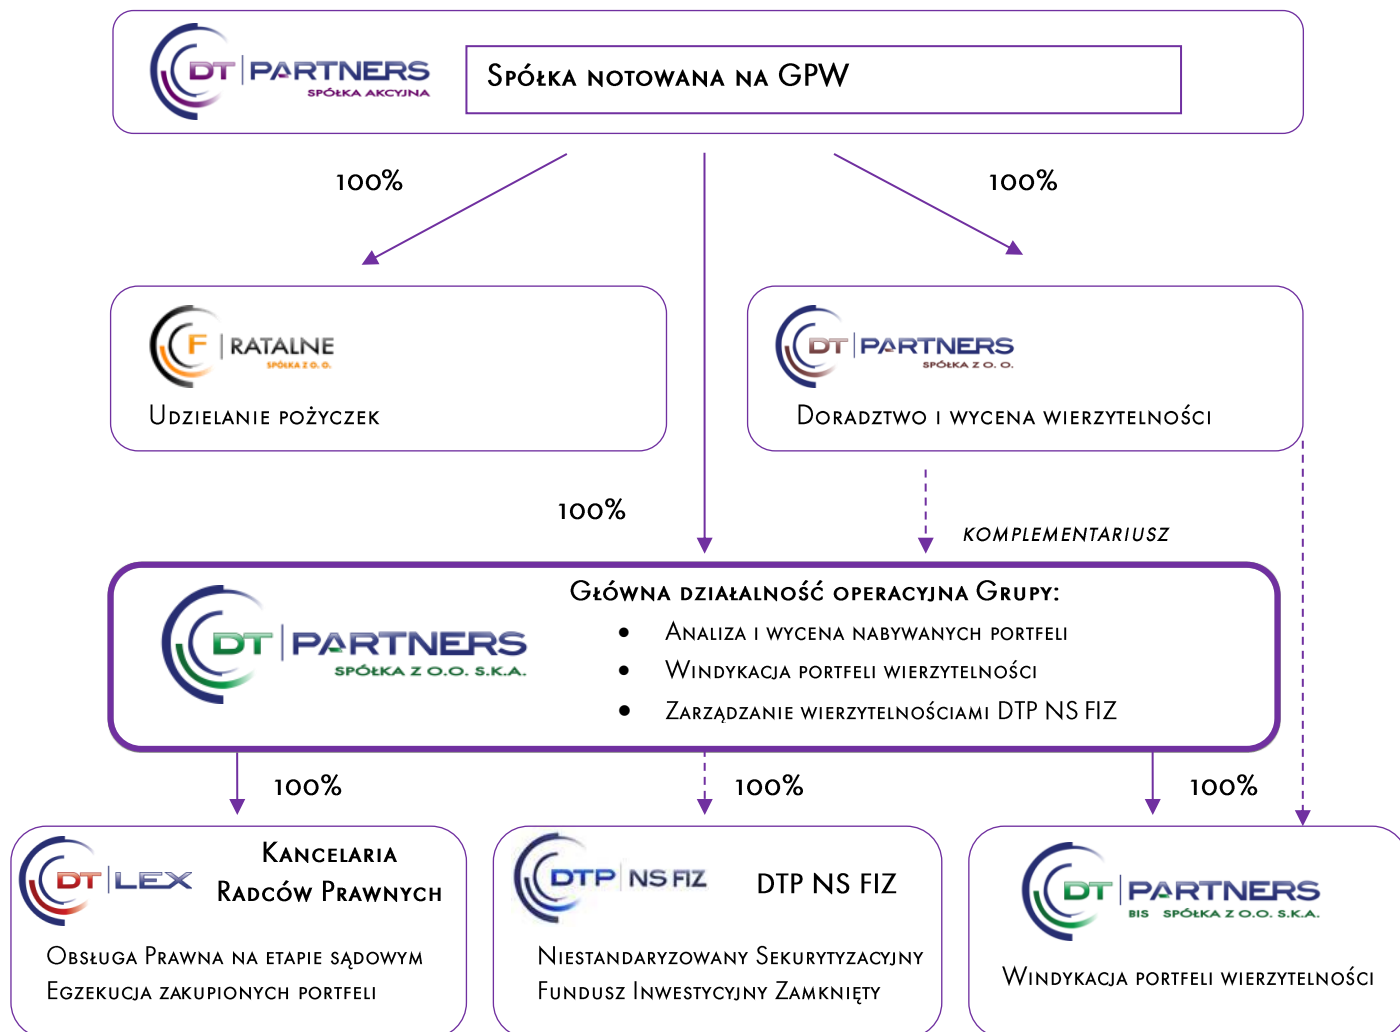 DT PARTNERS
SPÓŁKA AKCYJNA
SPÓŁKA NOTOWANA NA GPW
100%
100%
F RATALNE
SPÓŁKA Z O. O.
UDZIELANIE POŻYCZEK
DT PARTNERS
SPÓŁKA Z O. O.
DORADZTWO I WYCENA WIERZYTELNOŚCI
100%
KOMPLEMENTARIUSZ
DT PARTNERS
SPÓŁKA Z O.O. S.K.A.
GŁÓWNA DZIAŁALNOŚĆ OPERACYJNA GRUPY:
• ANALIZA I WYCENA NABYWANYCH PORTFELI
• WINDYKACJA PORTFELI WIERZYTELNOŚCI
• ZARZĄDZANIE WIERZYTELNOŚCIAMI DTP NS FIZ
100%
100%
100%
DT LEX
KANCELARIA
RADCÓW PRAWNYCH
OBSŁUGA PRAWNA NA ETAPIE SĄDOWYM
EGZEKUCJA ZAKUPIONYCH PORTFELI
DTP NS FIZ
DTP NS FIZ
NIESTANDARYZOWANY SEKURYTYZACYJNY
FUNDUSZ INWESTYCYJNY ZAMKNIĘTY
DT PARTNERS
BIS SPÓŁKA Z O.O. S.K.A.
WINDYKACJA PORTFELI WIERZYTELNOŚCI